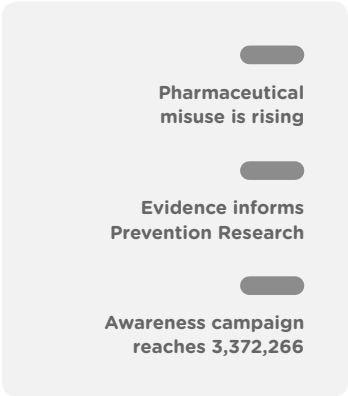 Pharmaceutical
misuse is rising
Evidence informs
Prevention Research
Awareness campaign
reaches 3,372,266